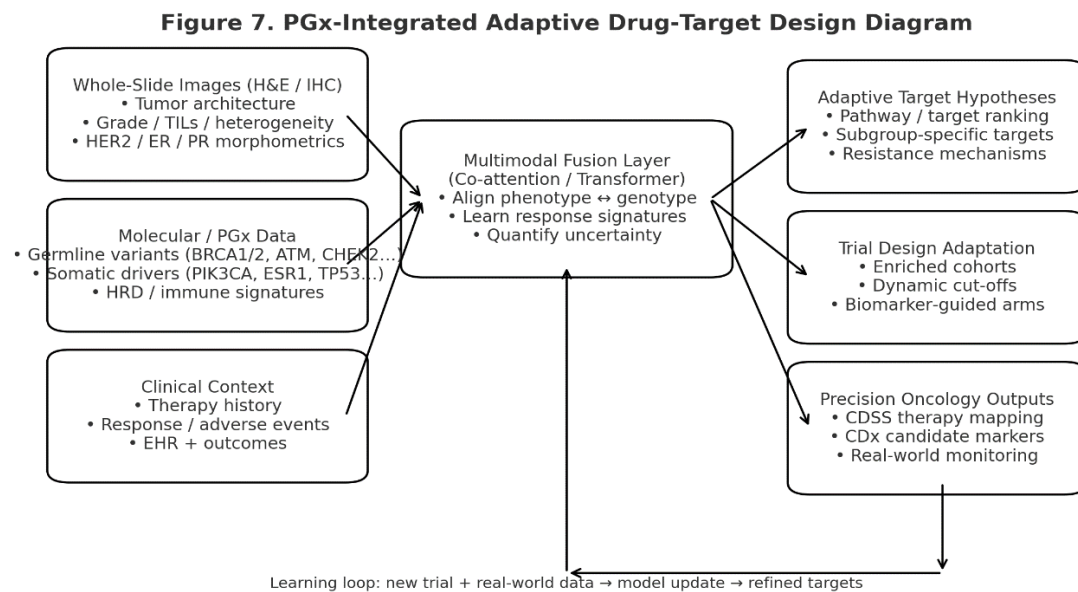 Figure 7. PGx-Integrated Adaptive Drug-Target Design Diagram
Whole-Slide Images (H&E / IHC)
• Tumor architecture
• Grade / TILs / heterogeneity
• HER2 / ER / PR morphometrics
Molecular / PGx Data
• Germline variants (BRCA1/2, ATM, CHEK2…)
• Somatic drivers (PIK3CA, ESR1, TP53…)
• HRD / immune signatures
Clinical Context
• Therapy history
• Response / adverse events
• EHR + outcomes
Multimodal Fusion Layer
(Co-attention / Transformer)
• Align phenotype ↔ genotype
• Learn response signatures
• Quantify uncertainty
Adaptive Target Hypotheses
• Pathway / target ranking
• Subgroup-specific targets
• Resistance mechanisms
Trial Design Adaptation
• Enriched cohorts
• Dynamic cut-offs
• Biomarker-guided arms
Precision Oncology Outputs
• CDSS therapy mapping
• CDx candidate markers
• Real-world monitoring
Learning loop: new trial + real-world data → model update → refined targets